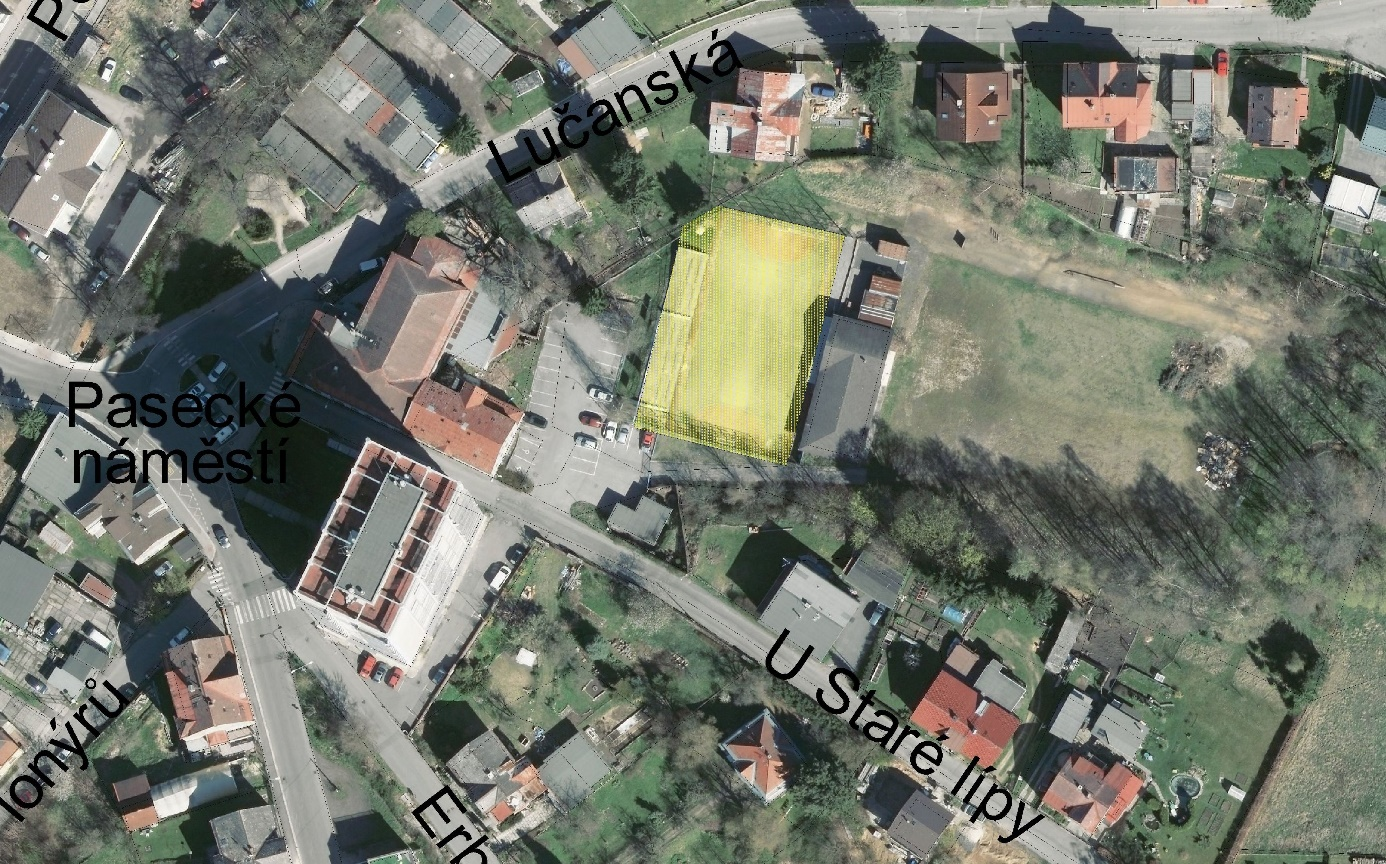 Lučanská
Pasecké
náměstí
U Staré lípy